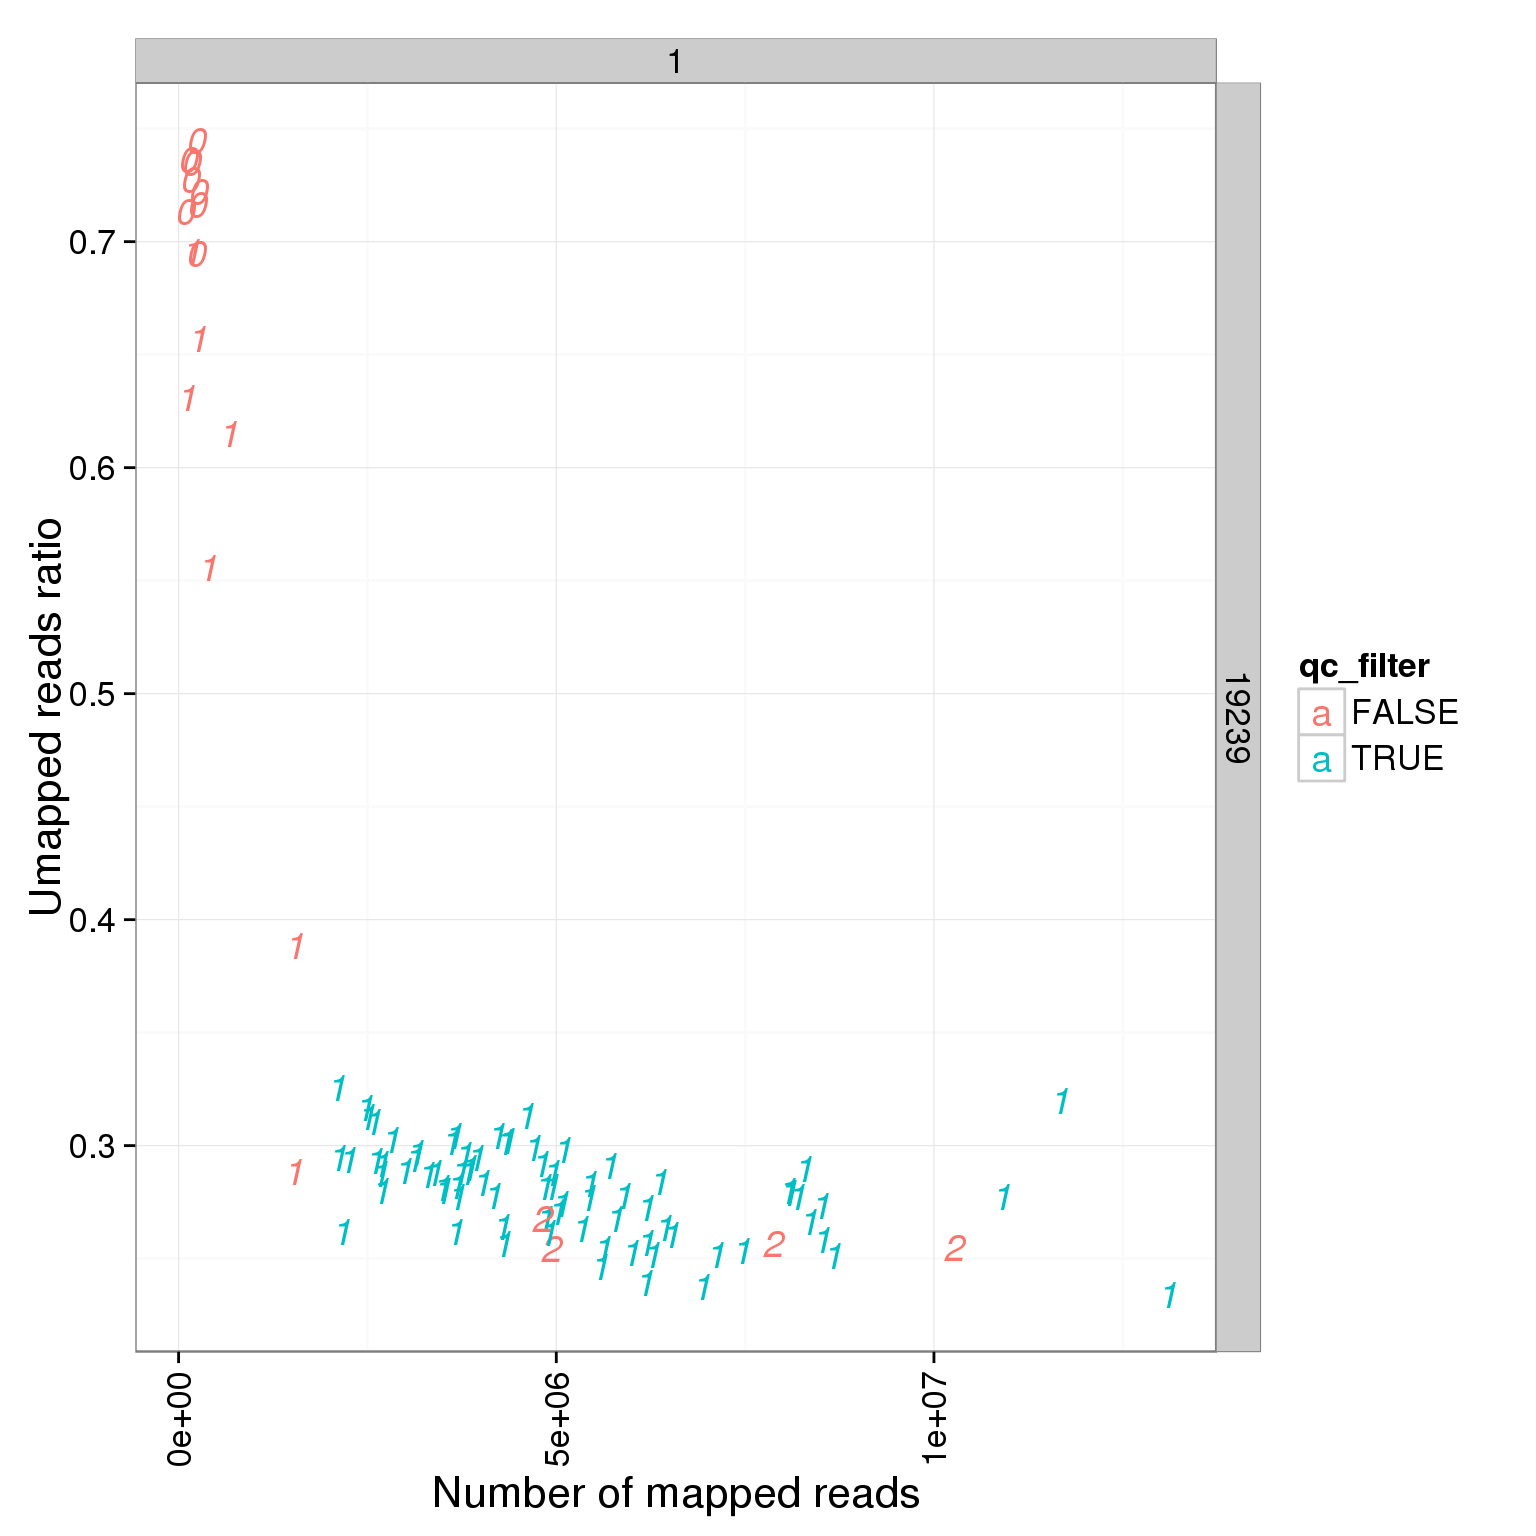 1
0.7
0.6
0.5
0.4
0.3
Umapped reads ratio
19239
qc_filter
a FALSE
a TRUE
0e+00
5e+06
1e+07
Number of mapped reads